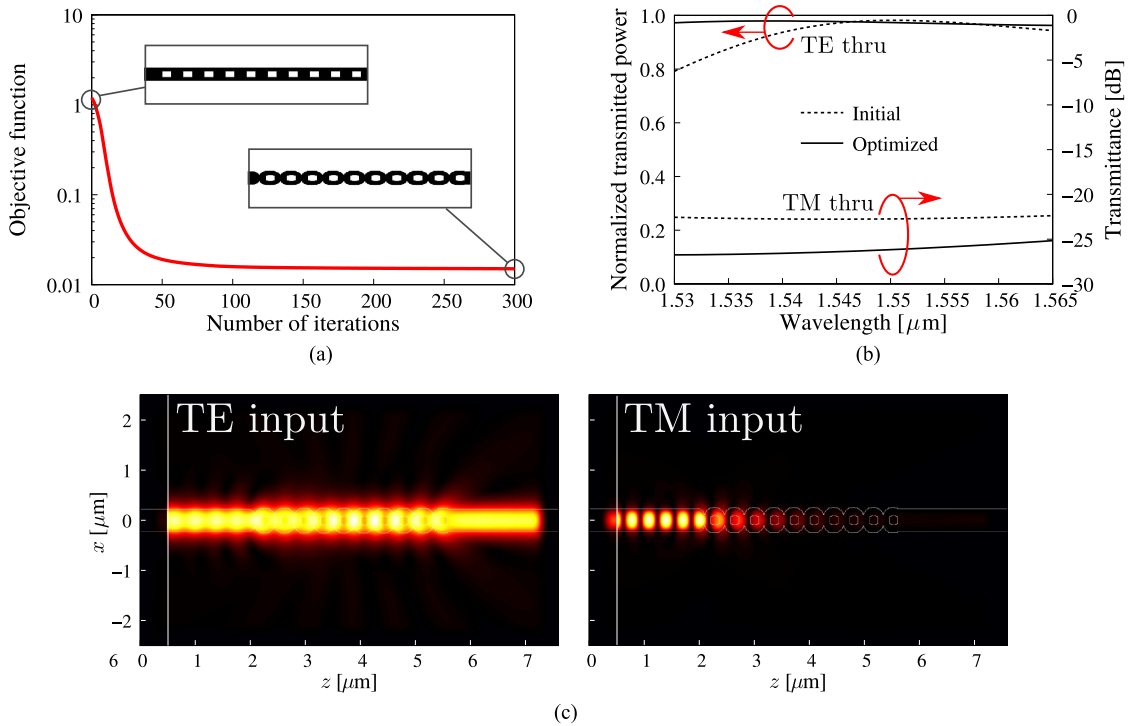 10
1
0.1
0.01
Objective function
0 50 100 150 200 250 300
Number of iterations
(a)
1.0
0.8
0.6
0.4
0.2
0.0
Normalized transmitted power
0
−5
−10
−15
−20
−25
−30
Transmittance [dB]
TE thru
Initial
Optimized
TM thru
1.53 1.535 1.54 1.545 1.55 1.555 1.56 1.565
Wavelength [μm]
(b)
TE input
2
1
0
−1
−2
x [μm]
6 0 1 2 3 4 5 6 7
z [μm]
TM input
0 1 2 3 4 5 6 7
z [μm]
(c)